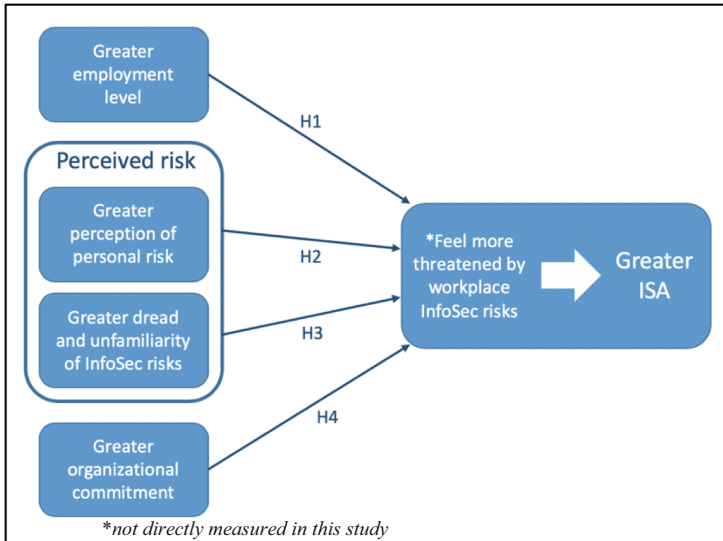 Greater
employment
level
H1
Perceived risk
Greater
perception of
personal risk
H2
Greater dread
and unfamiliarity
of InfoSec risks
H3
Greater
organizational
commitment
H4
*Feel more
threatened by
workplace
InfoSec risks
Greater
ISA
*not directly measured in this study